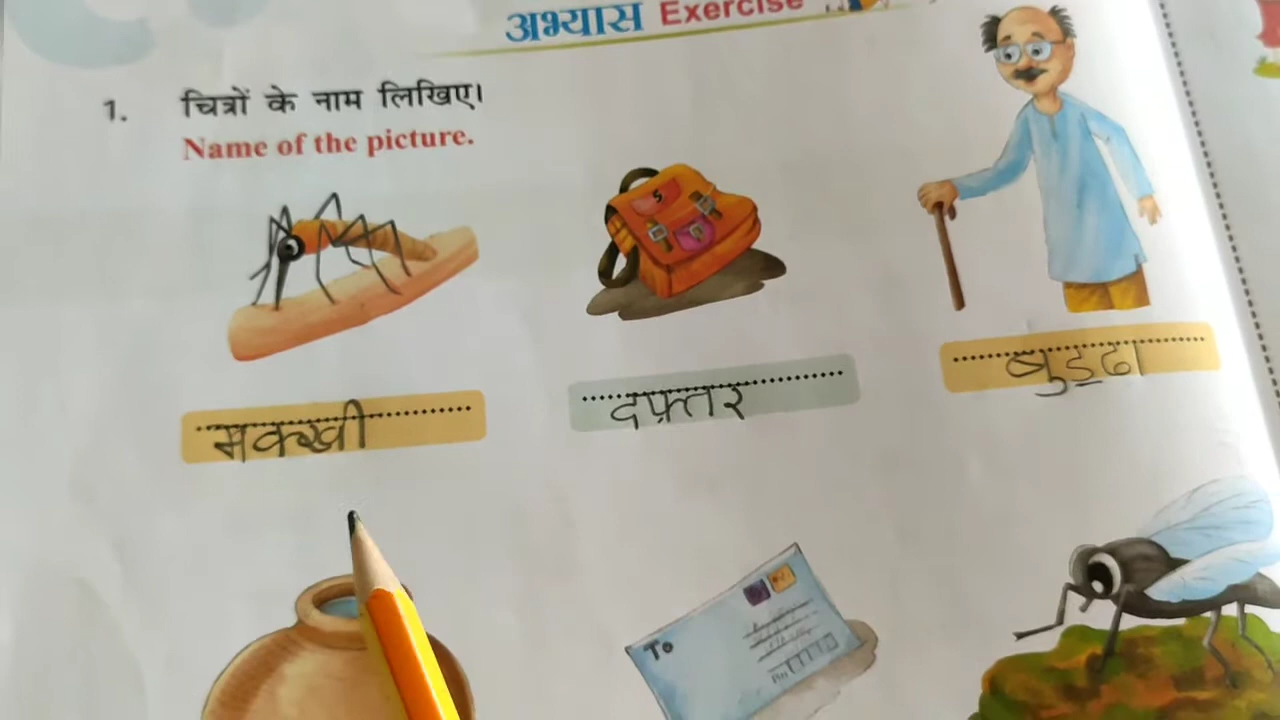 अभ्यास Exercise
1. चित्रों के नाम लिखिए।
Name of the picture.
S
मक्खी
दफ़्तर
बुड्ढा
To